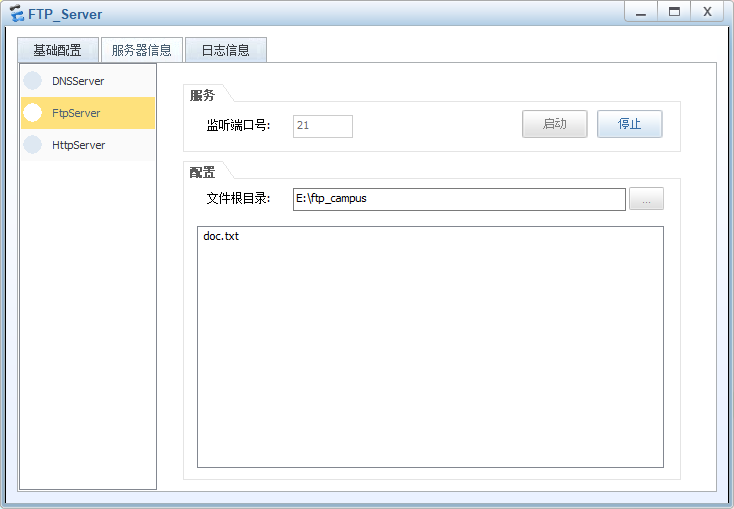 FTP_Server
基础配置 服务器信息 日志信息
DNSServer
FtpServer
HttpServer
服务
监听端口号: 21 启动 停止
配置
文件根目录: E:\ftp_campus ...
doc.txt